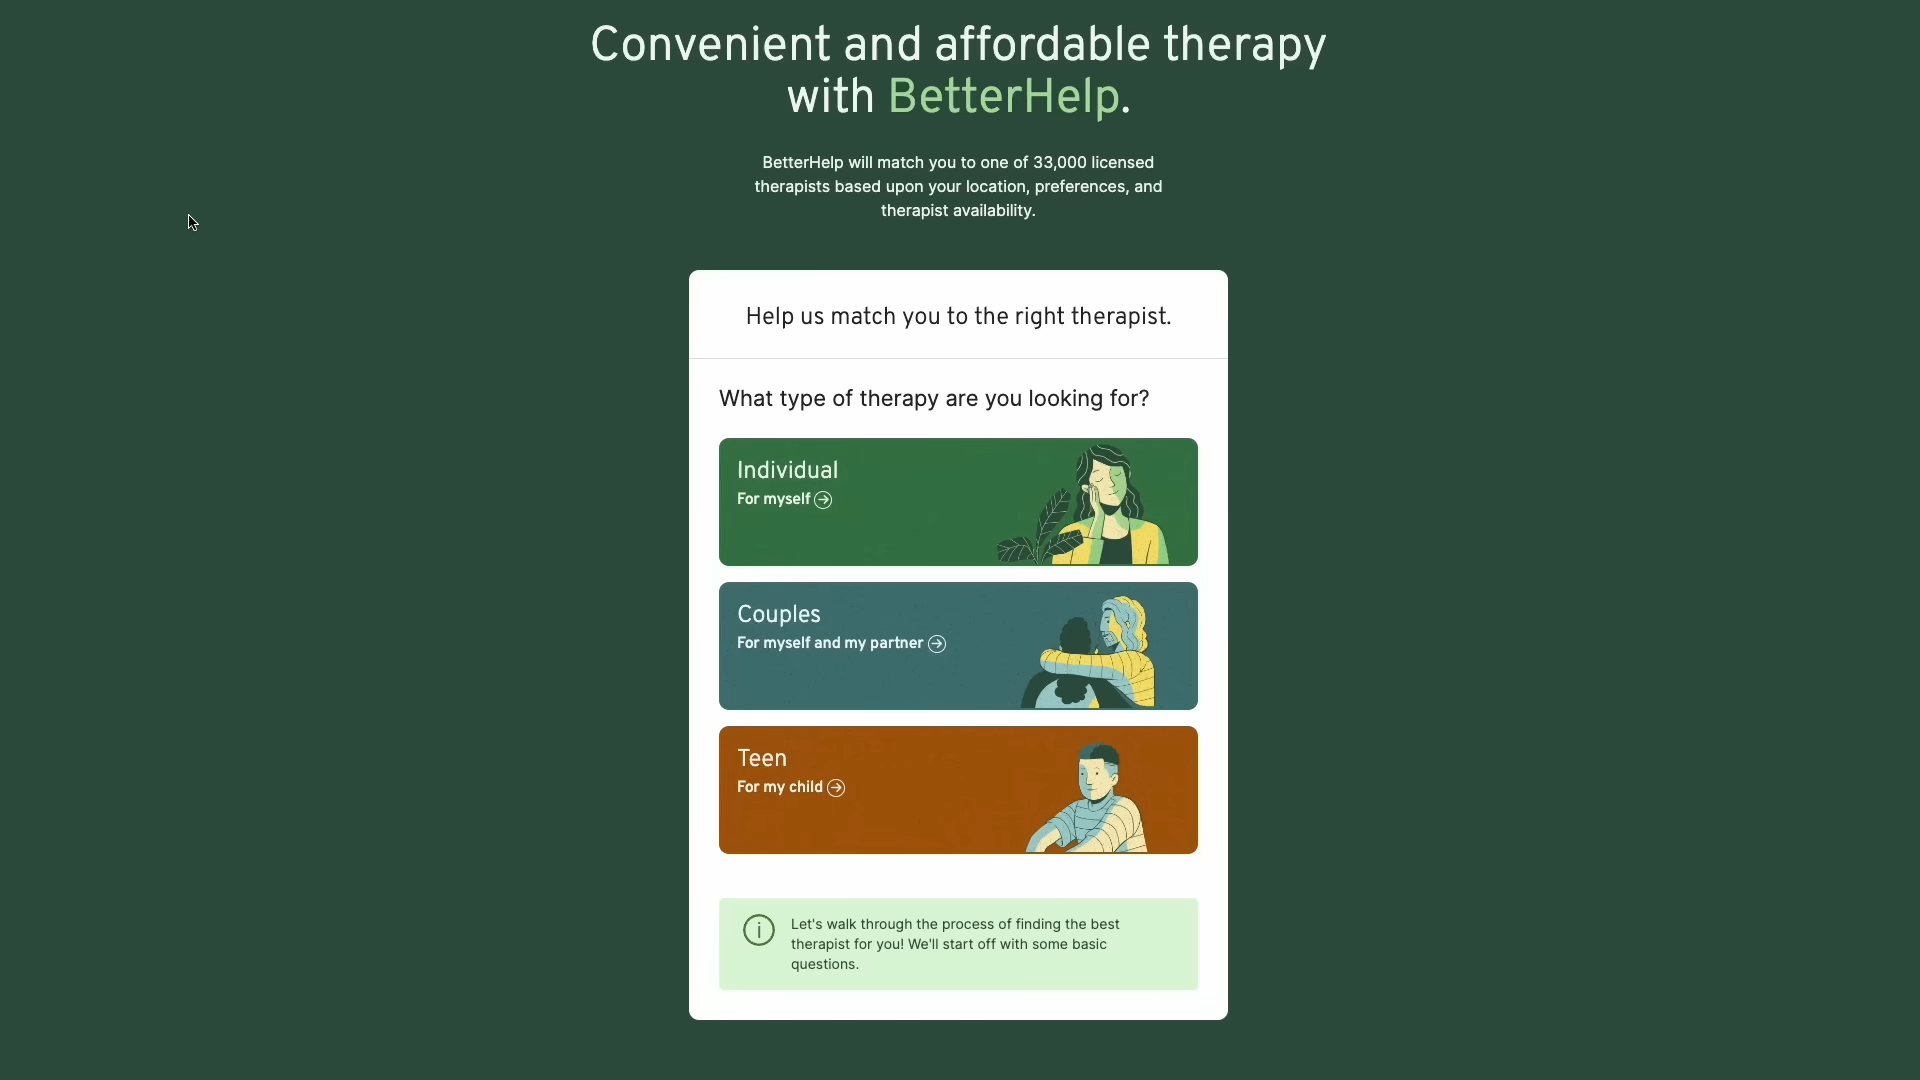 Convenient and affordable therapy
with BetterHelp.
BetterHelp will match you to one of 33,000 licensed
therapists based upon your location, preferences, and
therapist availability.
Help us match you to the right therapist.
What type of therapy are you looking for?
Individual
For myself
Couples
For myself and my partner
Teen
For my child
Let's walk through the process of finding the best
therapist for you! We'll start off with some basic
questions.